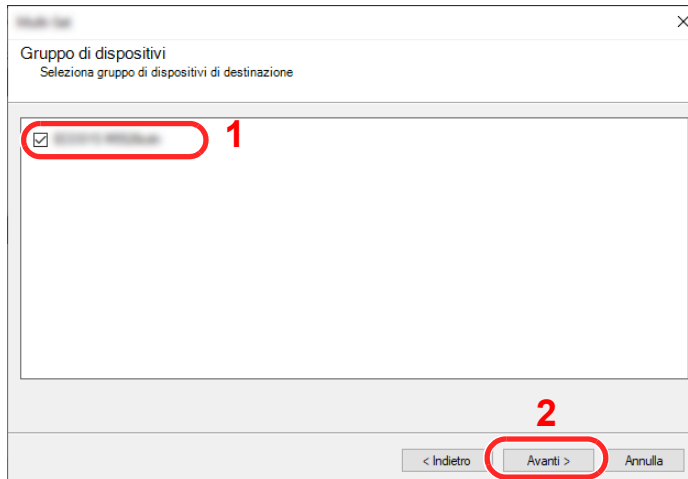 Gruppo di dispositivi
Seleziona gruppo di dispositivi di destinazione
1
2
< Indietro
Avanti >
Annulla